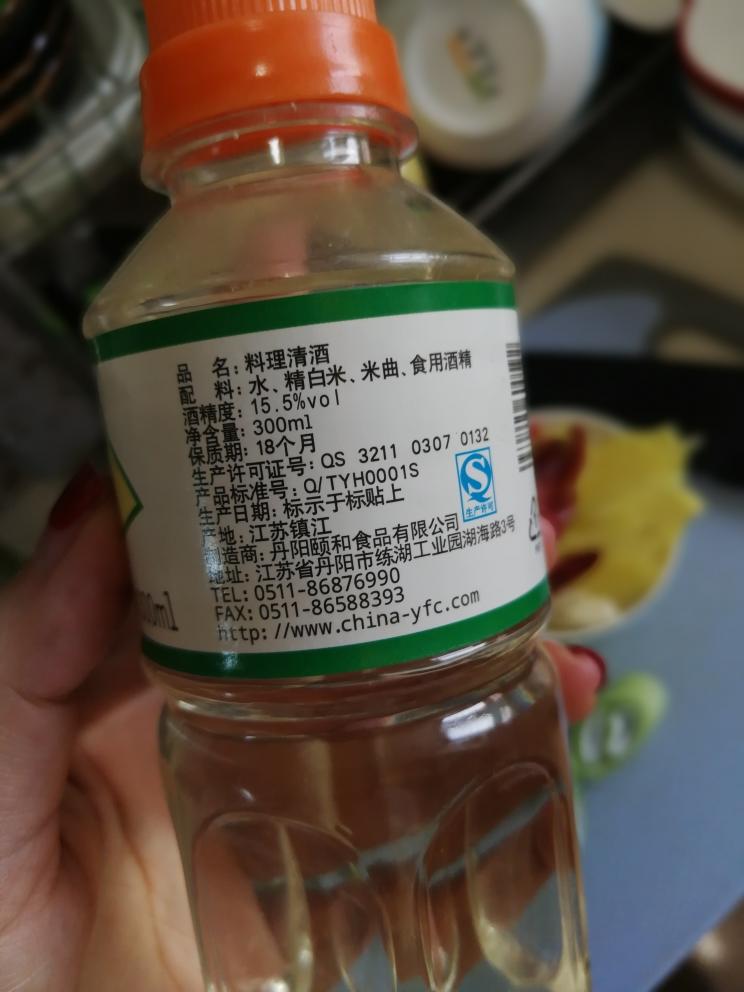 品 名: 料理清酒
配 料: 水、精白米、米曲、食用酒精
酒精度: 15.5%vol
净含量: 300ml
保质期: 18个月
生产许可证号: QS 3211 0307 0132
产品标准号: Q/TYH0001S
生产日期: 标示于标贴上
产地: 江苏镇江
制造商: 丹阳颐和食品有限公司
地址: 江苏省丹阳市练湖工业园湖海路3号
TEL: 0511-86876990
FAX: 0511-86588393
http://www.china-yfc.com
生产许可
00ml